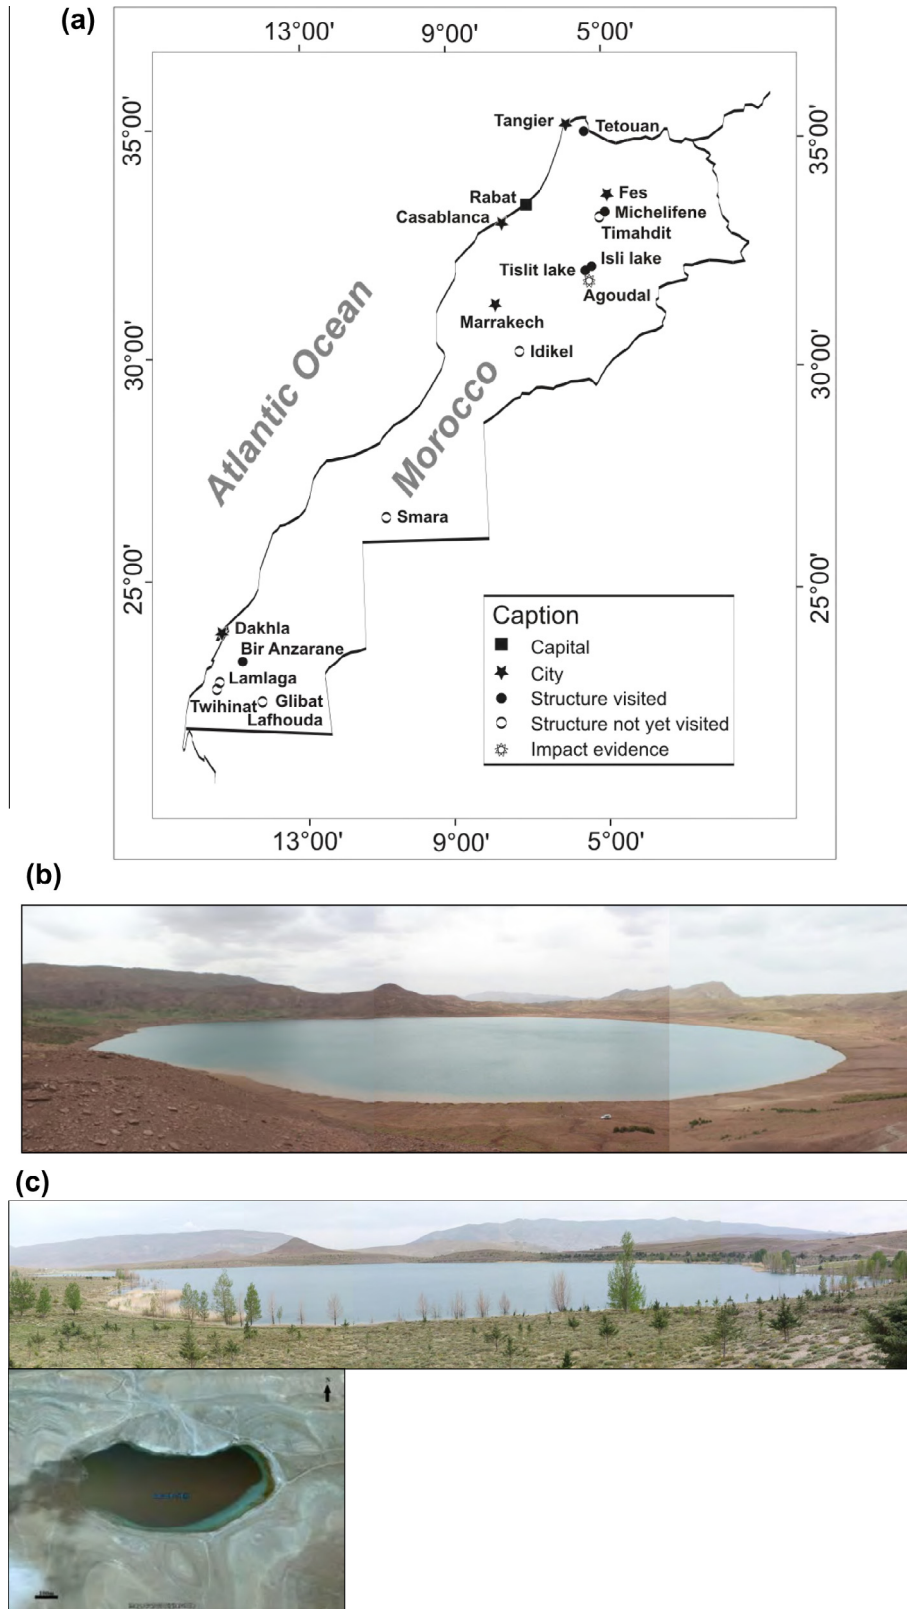 (a)
13°00'
9°00'
5°00'
35°00'
35°00'
Tangier
Tetouan
Rabat
Fes
Casablanca
Michelifene
Timahdit
Isli lake
Tislit lake
Agoudal
Marrakech
Idikel
30°00'
30°00'
Atlantic Ocean
Morocco
Smara
25°00'
25°00'
Dakhla
Bir Anzarane
Lamlaga
Twihinat
Glibat
Lafhouda
Caption
Capital
City
Structure visited
Structure not yet visited
Impact evidence
13°00'
9°00'
5°00'
(b)
(c)
N